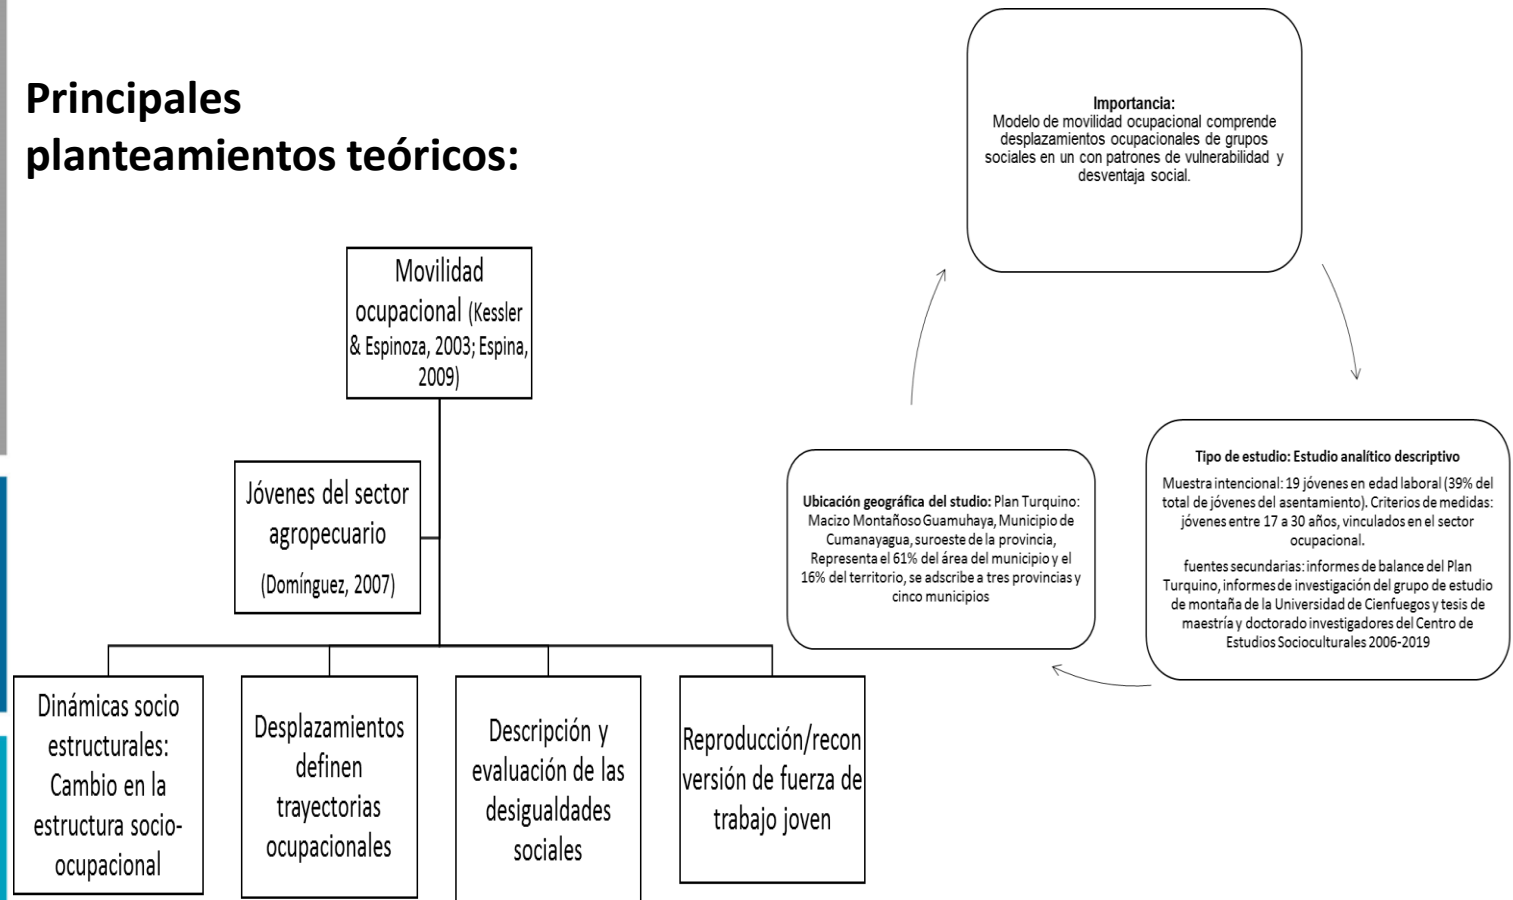 Principales
planteamientos teóricos:
Movilidad
ocupacional (Kessler
& Espinoza, 2003; Espina,
2009)
Jóvenes del sector
agropecuario
(Domínguez, 2007)
Dinámicas socio
estructurales:
Cambio en la
estructura socio-
ocupacional
Desplazamientos
definen
trayectorias
ocupacionales
Descripción y
evaluación de las
desigualdades
sociales
Reproducción/recon
versión de fuerza de
trabajo joven
Importancia:
Modelo de movilidad ocupacional comprende
desplazamientos ocupacionales de grupos
sociales en un con patrones de vulnerabilidad y
desventaja social.
Tipo de estudio: Estudio analítico descriptivo
Muestra intencional: 19 jóvenes en edad laboral (39% del
total de jóvenes del asentamiento). Criterios de medidas:
jóvenes entre 17 a 30 años, vinculados en el sector
ocupacional.
fuentes secundarias: informes de balance del Plan
Turquino, informes de investigación del grupo de estudio
de montaña de la Universidad de Cienfuegos y tesis de
maestría y doctorado investigadores del Centro de
Estudios Socioculturales 2006-2019
Ubicación geográfica del studio: Plan Turquino:
Macizo Montañoso Guamuhaya, Municipio de
Cumanayagua, suroeste de la provincia,
Representa el 61% del área del municipio y el
16% del territorio, se adscribe a tres provincias y
cinco municipios